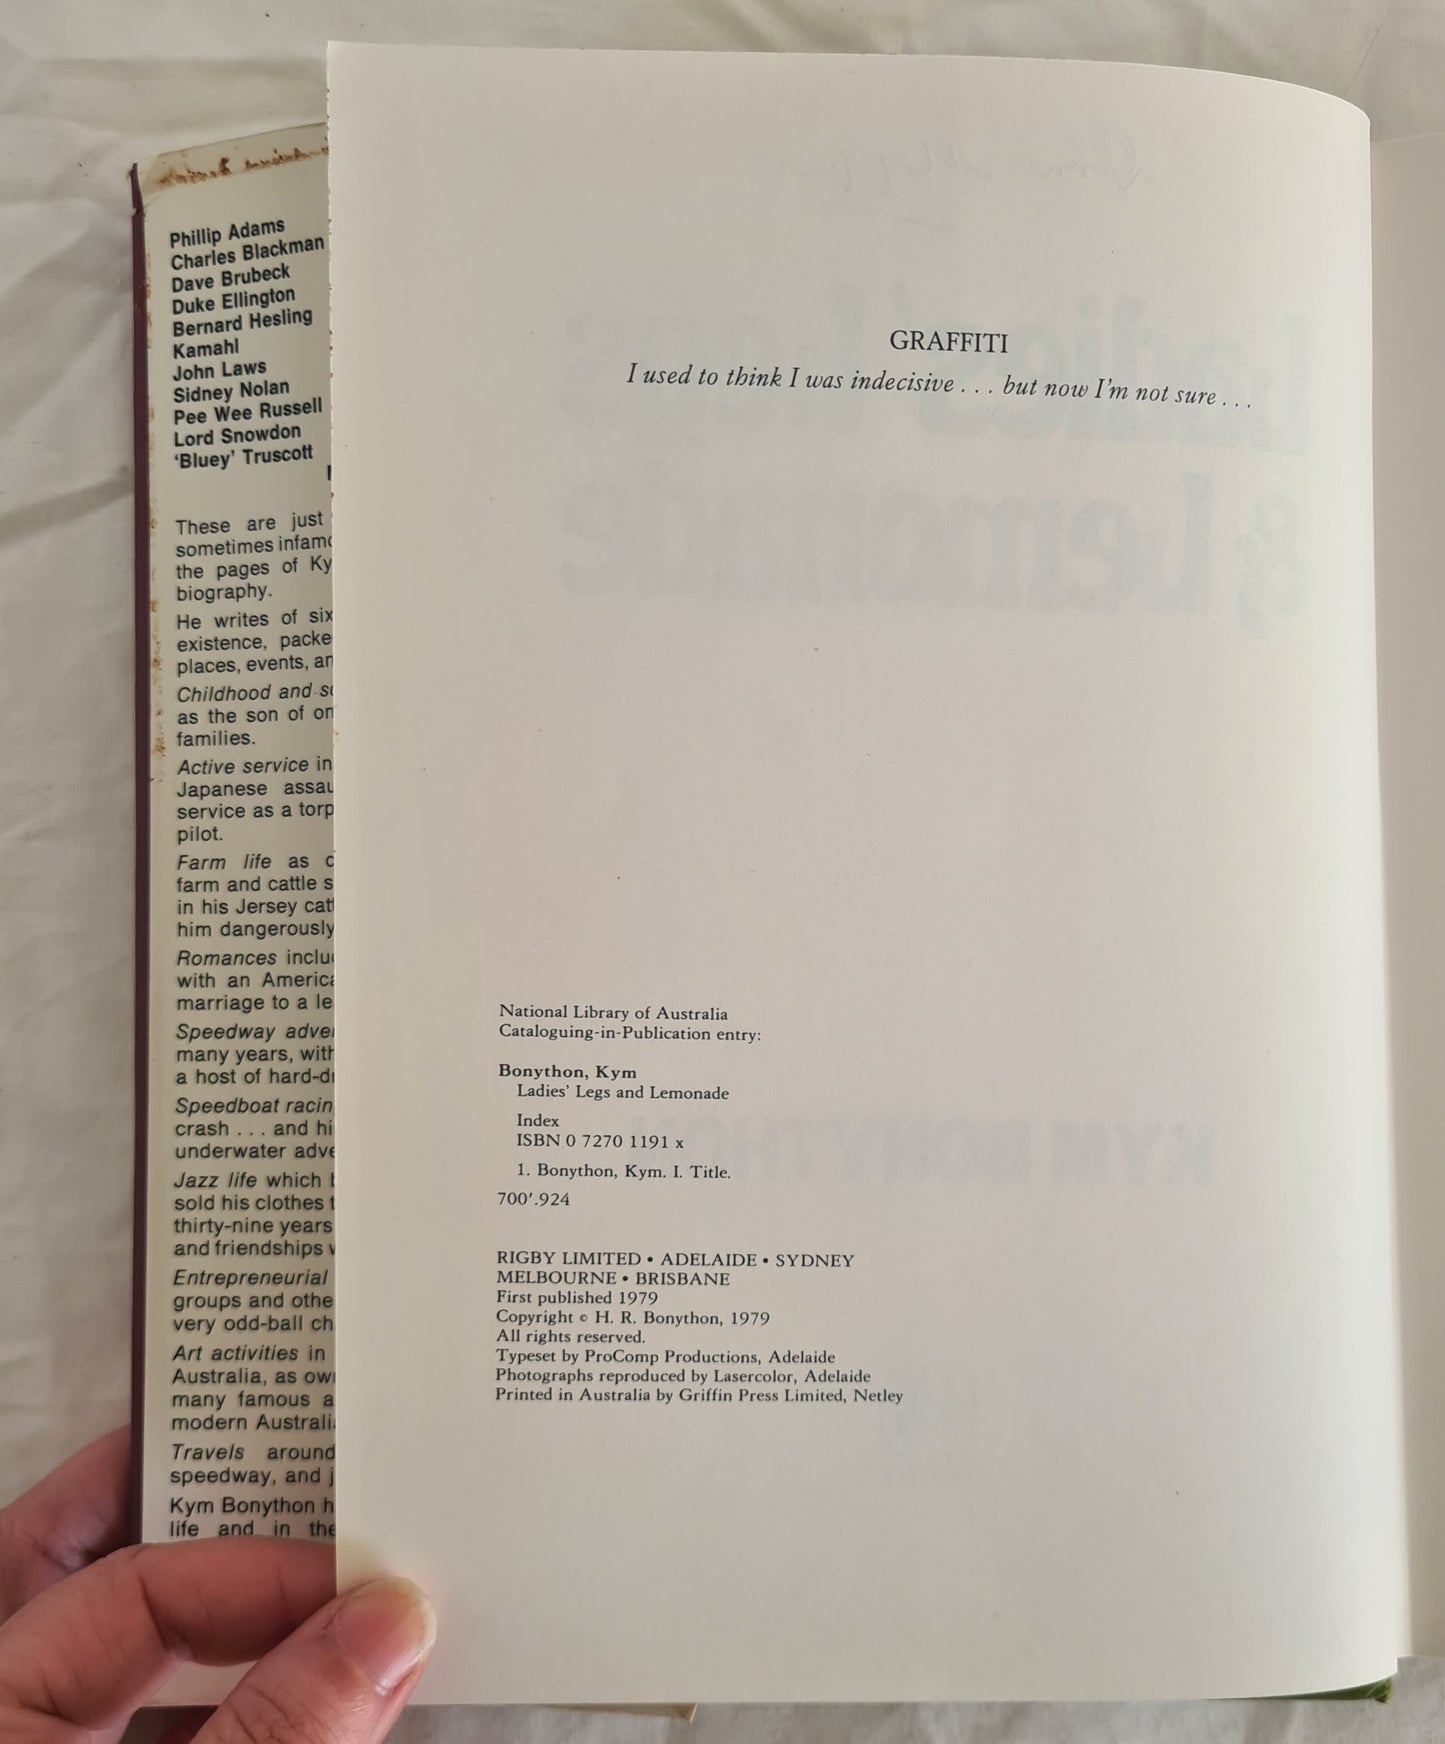 Phillip Adams
Charles Blackman
Dave Brubeck
Duke Ellington
Bernard Hesling
Kamahl
John Laws
Sidney Nolan
Pee Wee Russell
Lord Snowdon
‘Bluey’ Truscott
These are just
sometimes infamo
the pages of Ky
biography.
He writes of six
existence, packe
places, events, an
Childhood and
as the son of on
families.
Active service in
Japanese assau
service as a torp
pilot.
Farm life as
farm and cattle s
in his Jersey catt
him dangerously
Romances inclu
with an America
marriage to a le
Speedway adve
many years, with
a host of hard-d
Speedboat racin
crash . . . and hi
underwater adve
Jazz life which
sold his clothes
thirty-nine years
and friendships
Entrepreneurial
groups and othe
very odd-ball ch
Art activities in
Australia, as ow
many famous a
modern Australi
Travels around
speedway, and
Kym Bonython h
life and in the
GRAFFITI
I used to think I was indecisive . . . but now I'm not sure . . .
National Library of Australia
Cataloguing-in-Publication entry:
Bonython, Kym
Ladies' Legs and Lemonade
Index
ISBN 0 7270 1191 x
1. Bonython, Kym. I. Title.
700'.924
RIGBY LIMITED • ADELAIDE • SYDNEY
MELBOURNE • BRISBANE
First published 1979
Copyright © H. R. Bonython, 1979
All rights reserved.
Typeset by ProComp Productions, Adelaide
Photographs reproduced by Lasercolor, Adelaide
Printed in Australia by Griffin Press Limited, Netley